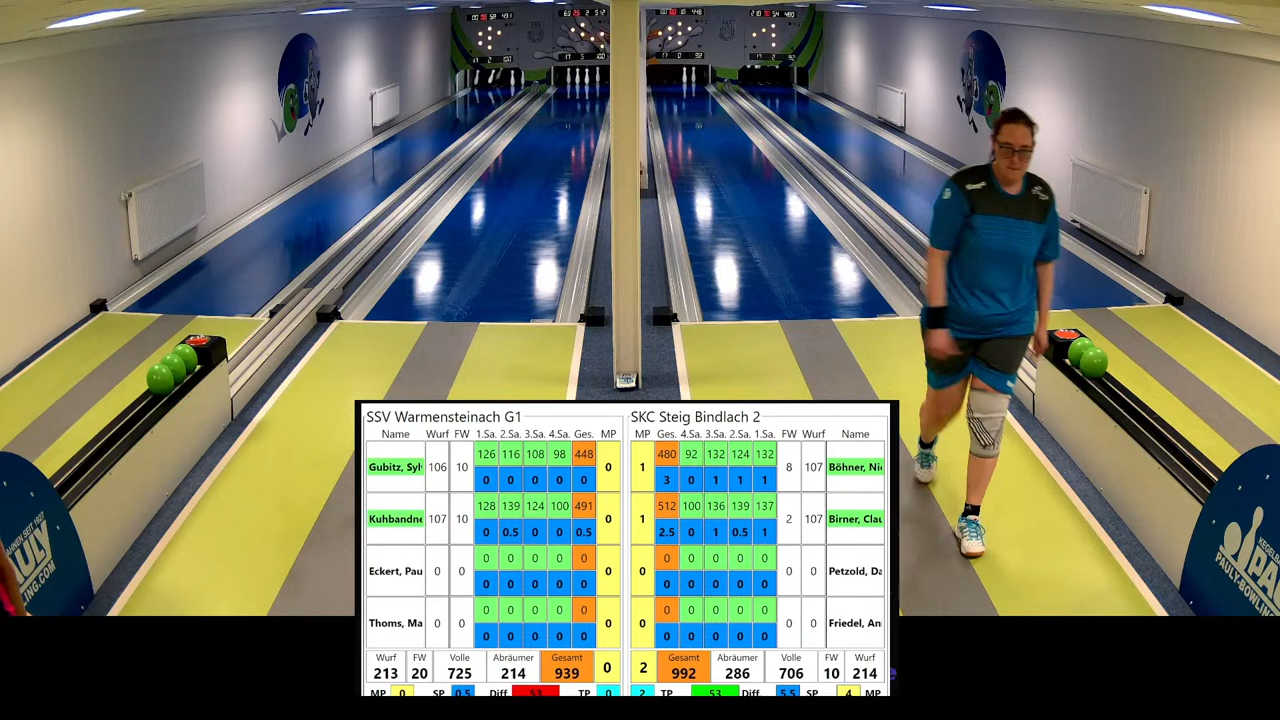 SSV Warmensteinach G1
Name Wurf FW 1.Sa. 2.Sa. 3.Sa. 4.Sa. Ges. MP
Gubitz, Syl 106 10 126 116 108 98 448 0
0 0 0 0 0
Kuhbandne 107 10 128 139 124 100 491 0
0 0.5 0 0 0.5
Eckert, Pau 0 0 0 0 0 0 0 0
0 0 0 0 0
Thoms, Ma 0 0 0 0 0 0 0 0
0 0 0 0 0
Wurf FW Volle Abräumer Gesamt
213 20 725 214 939 0
MP 0 SP 0.5 Diff 53 TP 0
SKC Steig Bindlach 2
MP Ges. 4.Sa. 3.Sa. 2.Sa. 1.Sa. FW Wurf Name
1 480 92 132 124 132 8 107 Böhner, Nic
3 0 1 1 1
1 512 100 136 139 137 2 107 Birner, Clau
2.5 0 1 0.5 1
0 0 0 0 0 0 0 0 Petzold, Da
0 0 0 0 0
0 0 0 0 0 0 0 0 Friedel, An
0 0 0 0 0
Gesamt Abräumer Volle FW Wurf
2 992 286 706 10 214
2 TP 53 Diff 5.5 SP 4 MP
AULY
ING.COM
PAULY-BOWLING